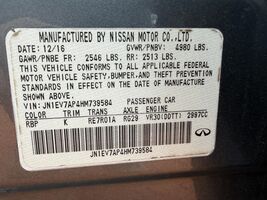 MANUFACTURED BY NISSAN MOTOR CO.,LTD.
DATE: 12/16 GVWR/PNBV: 4980 LBS.
GAWR/PNBE FR: 2546 LBS. RR: 2513 LBS.
THIS VEHICLE CONFORMS TO ALL APPLICABLE
FEDERAL MOTOR VEHICLE SAFETY, BUMPER, AND THEFT PREVENTION
STANDARDS IN EFFECT ON THE DATE OF MANUFACTURE
SHOWN ABOVE.
V.I.N: JN1EV7AP4HM739584 PASSENGER CAR
COLOR TRIM TRANS AXLE ENGINE
RBP K RE7R01A RG29 VR30(DDTT) 2997CC
JN1EV7AP4HM739584